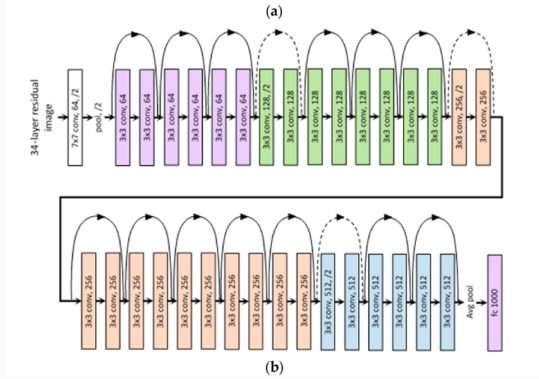 (a)
34-layer residual
image
7x7 conv, 64, /2
pool, /2
3x3 conv, 64
3x3 conv, 64
3x3 conv, 64
3x3 conv, 64
3x3 conv, 64
3x3 conv, 64
3x3 conv, 128, /2
3x3 conv, 128
3x3 conv, 128
3x3 conv, 128
3x3 conv, 128
3x3 conv, 128
3x3 conv, 128
3x3 conv, 128
3x3 conv, 256, /2
3x3 conv, 256
3x3 conv, 256
3x3 conv, 256
3x3 conv, 256
3x3 conv, 256
3x3 conv, 256
3x3 conv, 256
3x3 conv, 256
3x3 conv, 256
3x3 conv, 256
3x3 conv, 256
3x3 conv, 512, /2
3x3 conv, 512
3x3 conv, 512
3x3 conv, 512
3x3 conv, 512
3x3 conv, 512
Avg pool
fc 1000
(b)